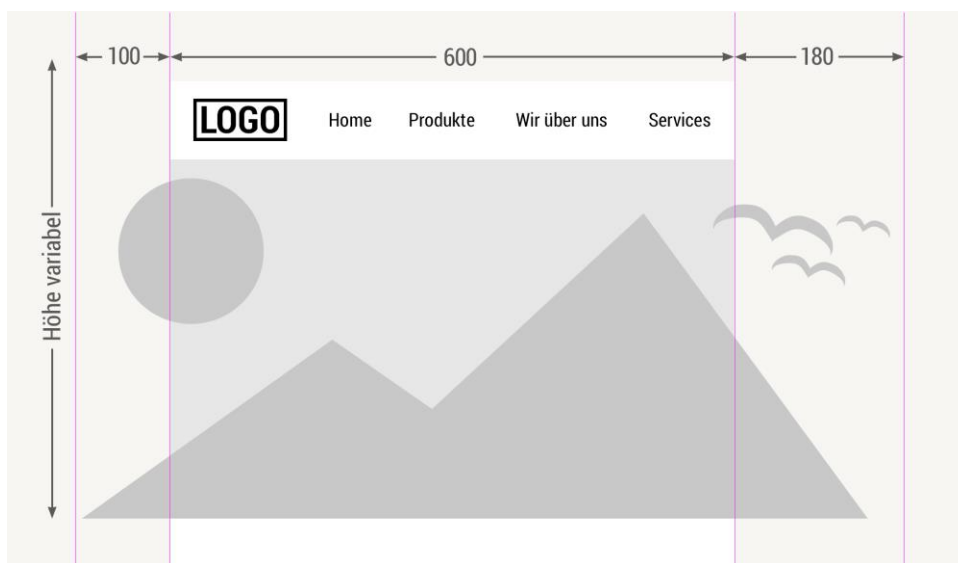 100
600
180
LOGO
Home
Produkte
Wir über uns
Services
Höhe variabel